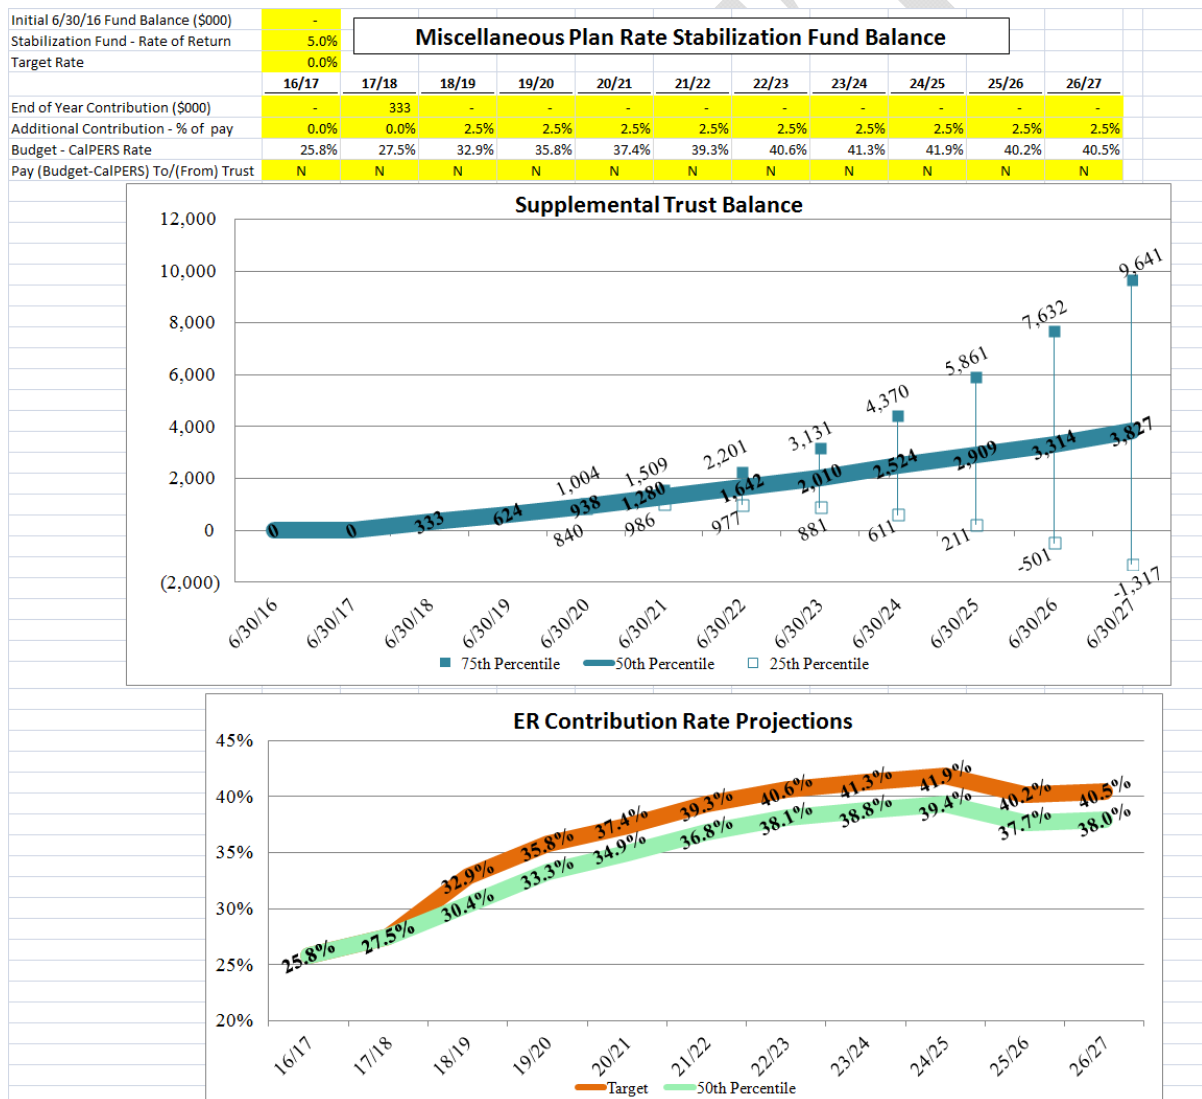 Initial 6/30/16 Fund Balance ($000) -
Stabilization Fund - Rate of Return 5.0%
Miscellaneous Plan Rate Stabilization Fund Balance
Target Rate 0.0%
16/17 17/18 18/19 19/20 20/21 21/22 22/23 23/24 24/25 25/26 26/27
End of Year Contribution ($000) - 333 - - - - - - - - -
Additional Contribution - % of pay 0.0% 0.0% 2.5% 2.5% 2.5% 2.5% 2.5% 2.5% 2.5% 2.5% 2.5%
Budget - CalPERS Rate 25.8% 27.5% 32.9% 35.8% 37.4% 39.3% 40.6% 41.3% 41.9% 40.2% 40.5%
Pay (Budget-CalPERS) To/(From) Trust N N N N N N N N N N N
Supplemental Trust Balance
12,000
10,000
8,000
6,000
4,000
2,000
0
(2,000)
1,004 1,509 2,201 3,131 4,370 5,861 7,632 9,641
0 0 333 624 938 1,280 1,642 2,010 2,524 2,909 3,314 3,827
840 986 977 881 611 211 -501 -1,317
6/30/16 6/30/17 6/30/18 6/30/19 6/30/20 6/30/21 6/30/22 6/30/23 6/30/24 6/30/25 6/30/26 6/30/27
75th Percentile 50th Percentile 25th Percentile
ER Contribution Rate Projections
45%
40%
35%
30%
25%
20%
32.9% 35.8% 37.4% 39.3% 40.6% 41.3% 41.9% 40.2% 40.5%
25.8% 27.5% 30.4% 33.3% 34.9% 36.8% 38.1% 38.8% 39.4% 37.7% 38.0%
16/17 17/18 18/19 19/20 20/21 21/22 22/23 23/24 24/25 25/26 26/27
Target 50th Percentile